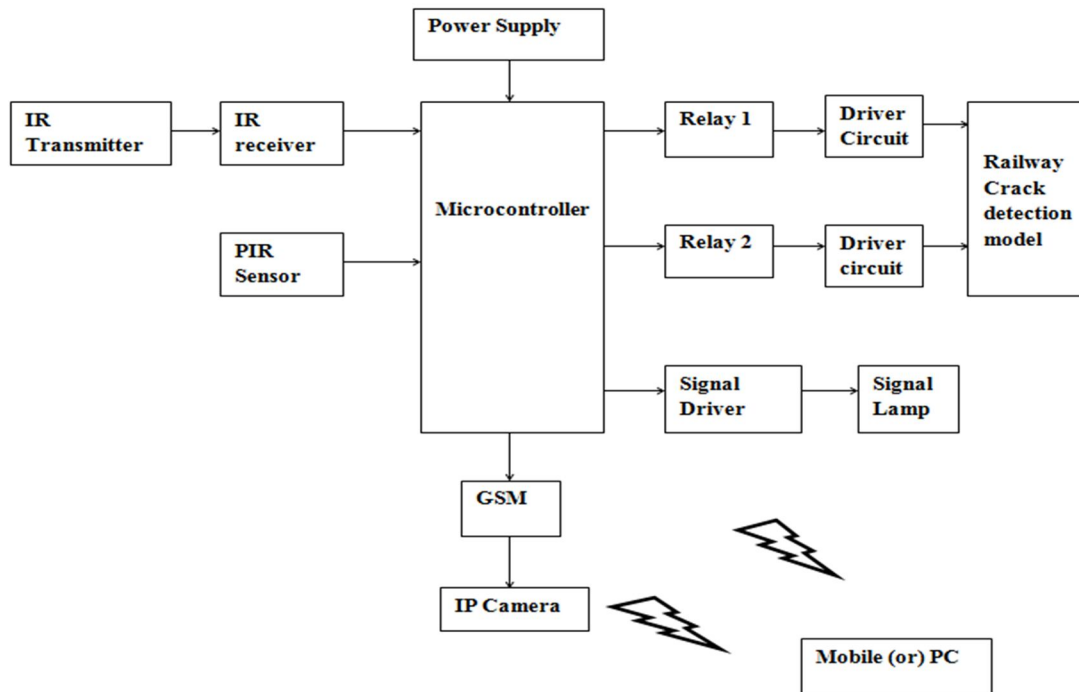 Power Supply
IR
Transmitter
IR
receiver
Microcontroller
Relay 1
Driver
Circuit
Railway
Crack
detection
model
PIR
Sensor
Relay 2
Driver
circuit
Signal
Driver
Signal
Lamp
GSM
IP Camera
Mobile (or) PC